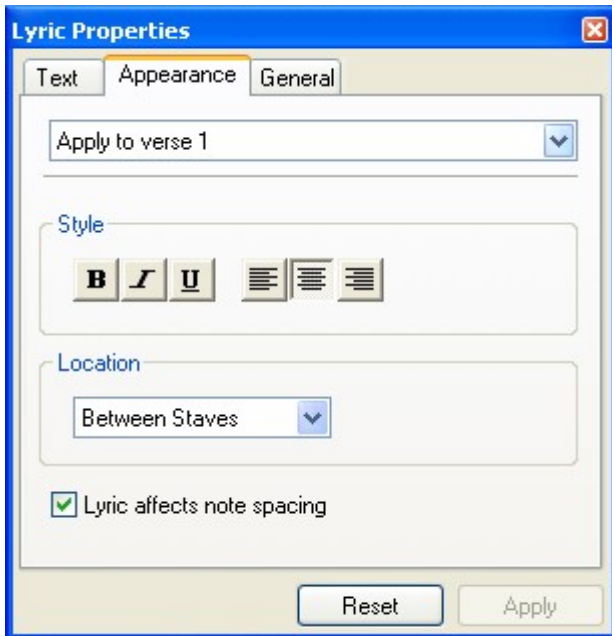 Lyric Properties
Text Appearance General
Apply to verse 1
Style
B I U
Location
Between Staves
Lyric affects note spacing
Reset Apply